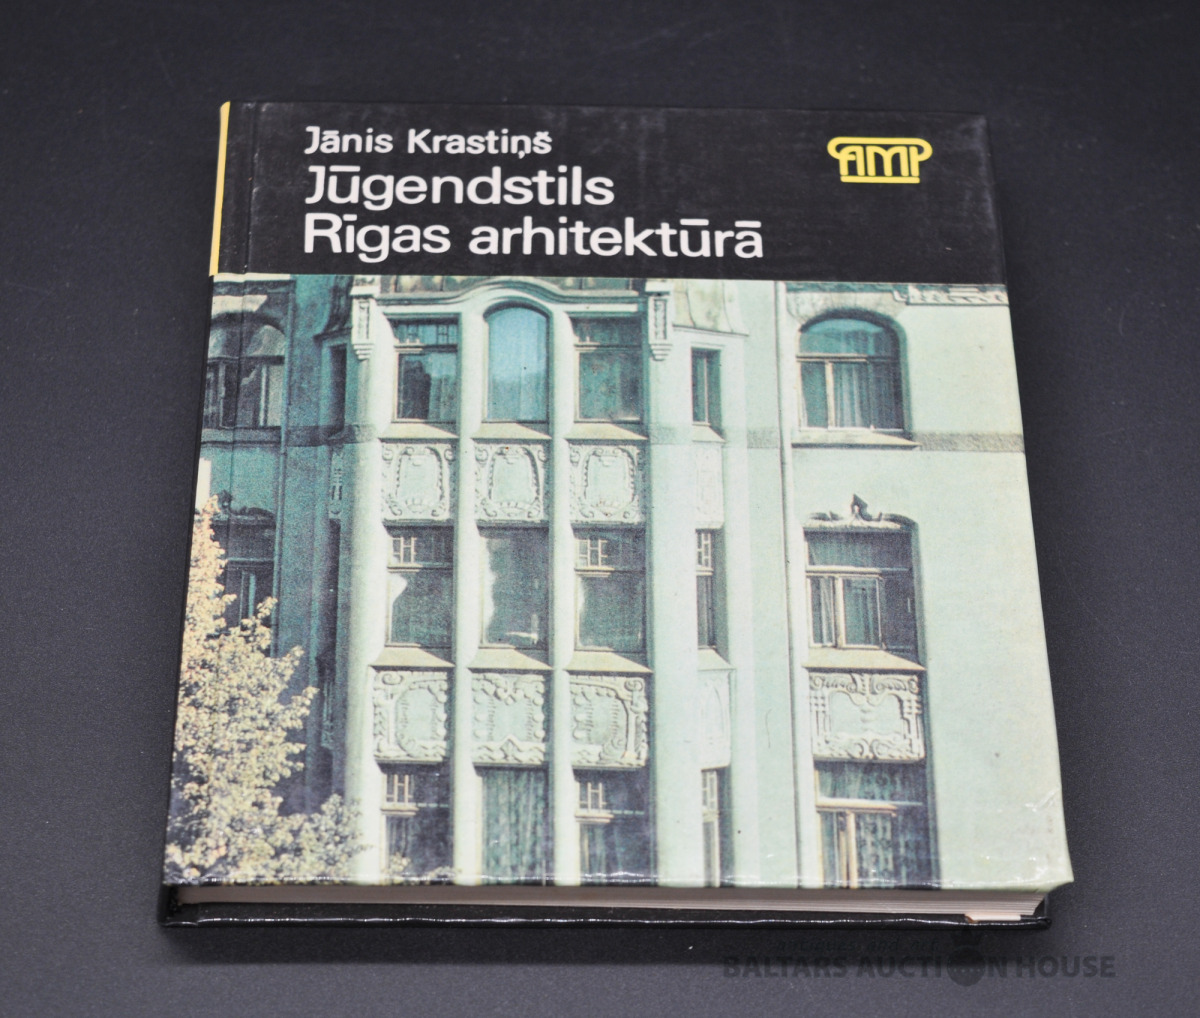 Jānis Krastiņš
Jūgendstils
Rīgas arhitektūrā
AMP
BALTARS AUCTION HOUSE